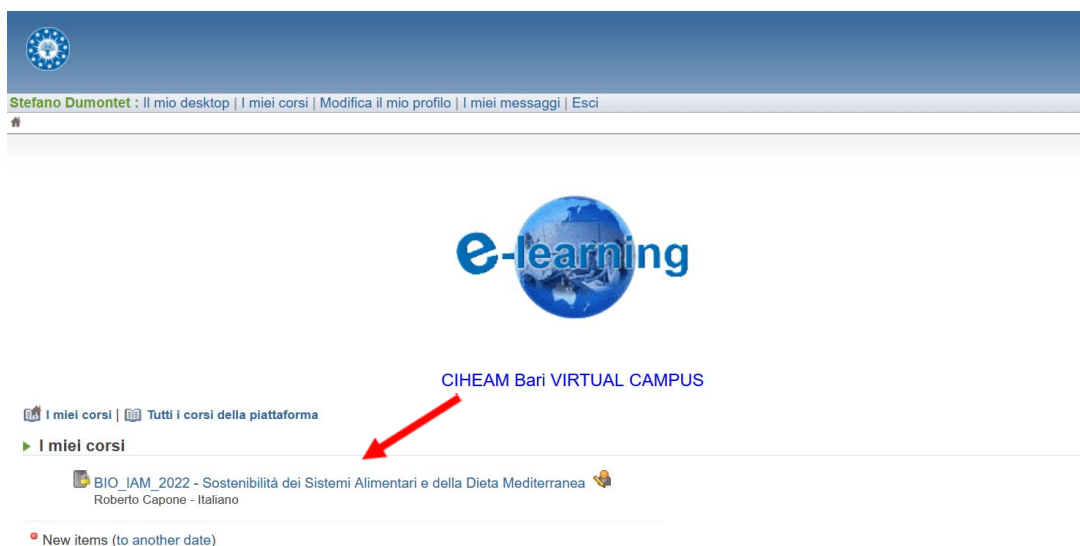 Stefano Dumontet : Il mio desktop | I miei corsi | Modifica il mio profilo | I miei messaggi | Esci
e-learning
CIHEAM Bari VIRTUAL CAMPUS
I miei corsi | Tutti i corsi della piattaforma
I miei corsi
BIO_IAM_2022 - Sostenibilità dei Sistemi Alimentari e della Dieta Mediterranea
Roberto Capone - Italiano
New items (to another date)